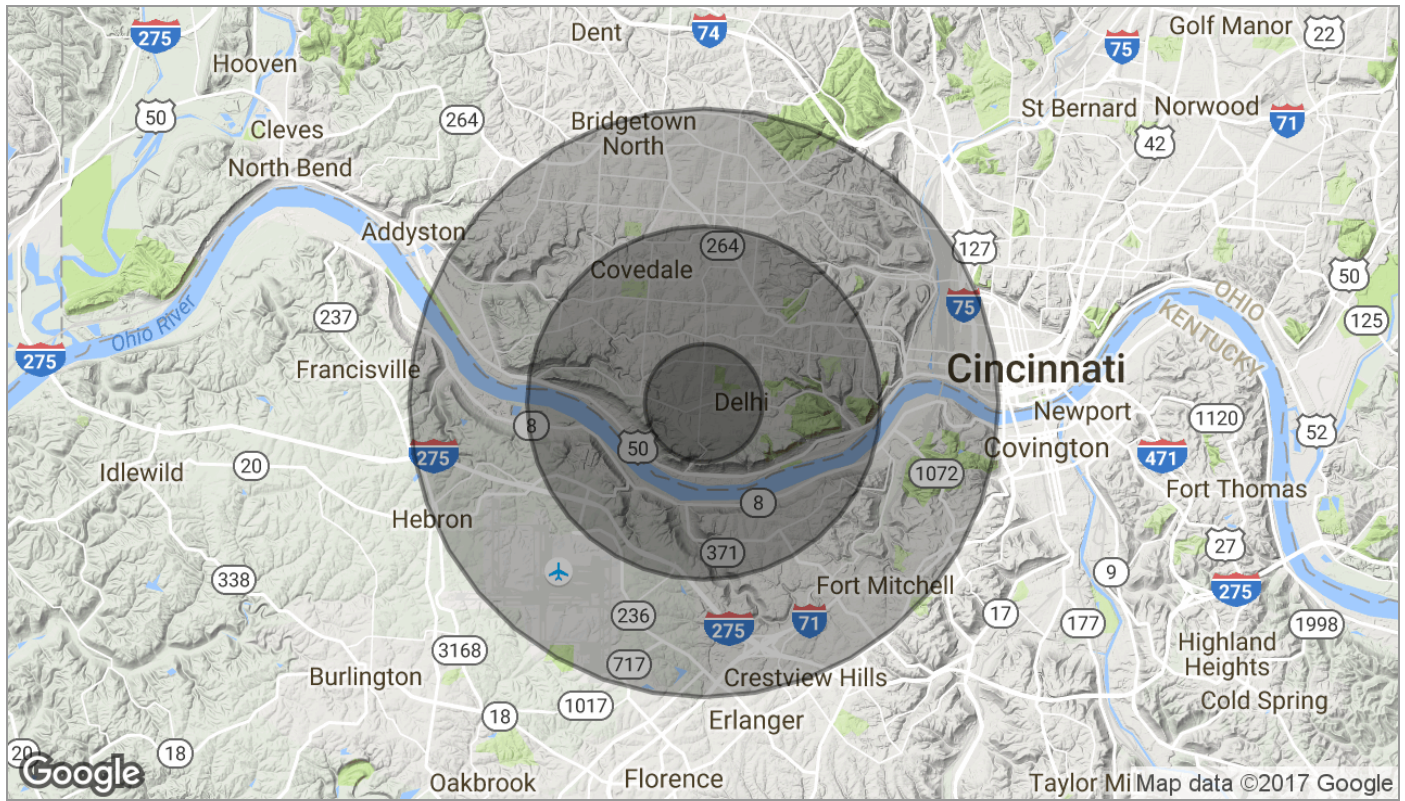 275
74
Dent
Golf Manor
22
75
Hooven
50
264
Cleves
Bridgetown
North
St Bernard
Norwood
71
42
North Bend
Addyston
127
Covedale
264
50
OHIO
KENTUCKY
Ohio River
237
75
125
275
Francisville
Cincinnati
Delhi
Newport
1120
8
50
52
Covington
275
471
Idlewild
20
1072
Fort Thomas
8
Hebron
27
371
338
Fort Mitchell
9
275
236
275
71
17
177
1998
3168
717
Highland
Heights
Burlington
Crestview Hills
Cold Spring
18
1017
Erlanger
20
18
Google
Oakbrook
Florence
Taylor Mi
Map data ©2017 Google